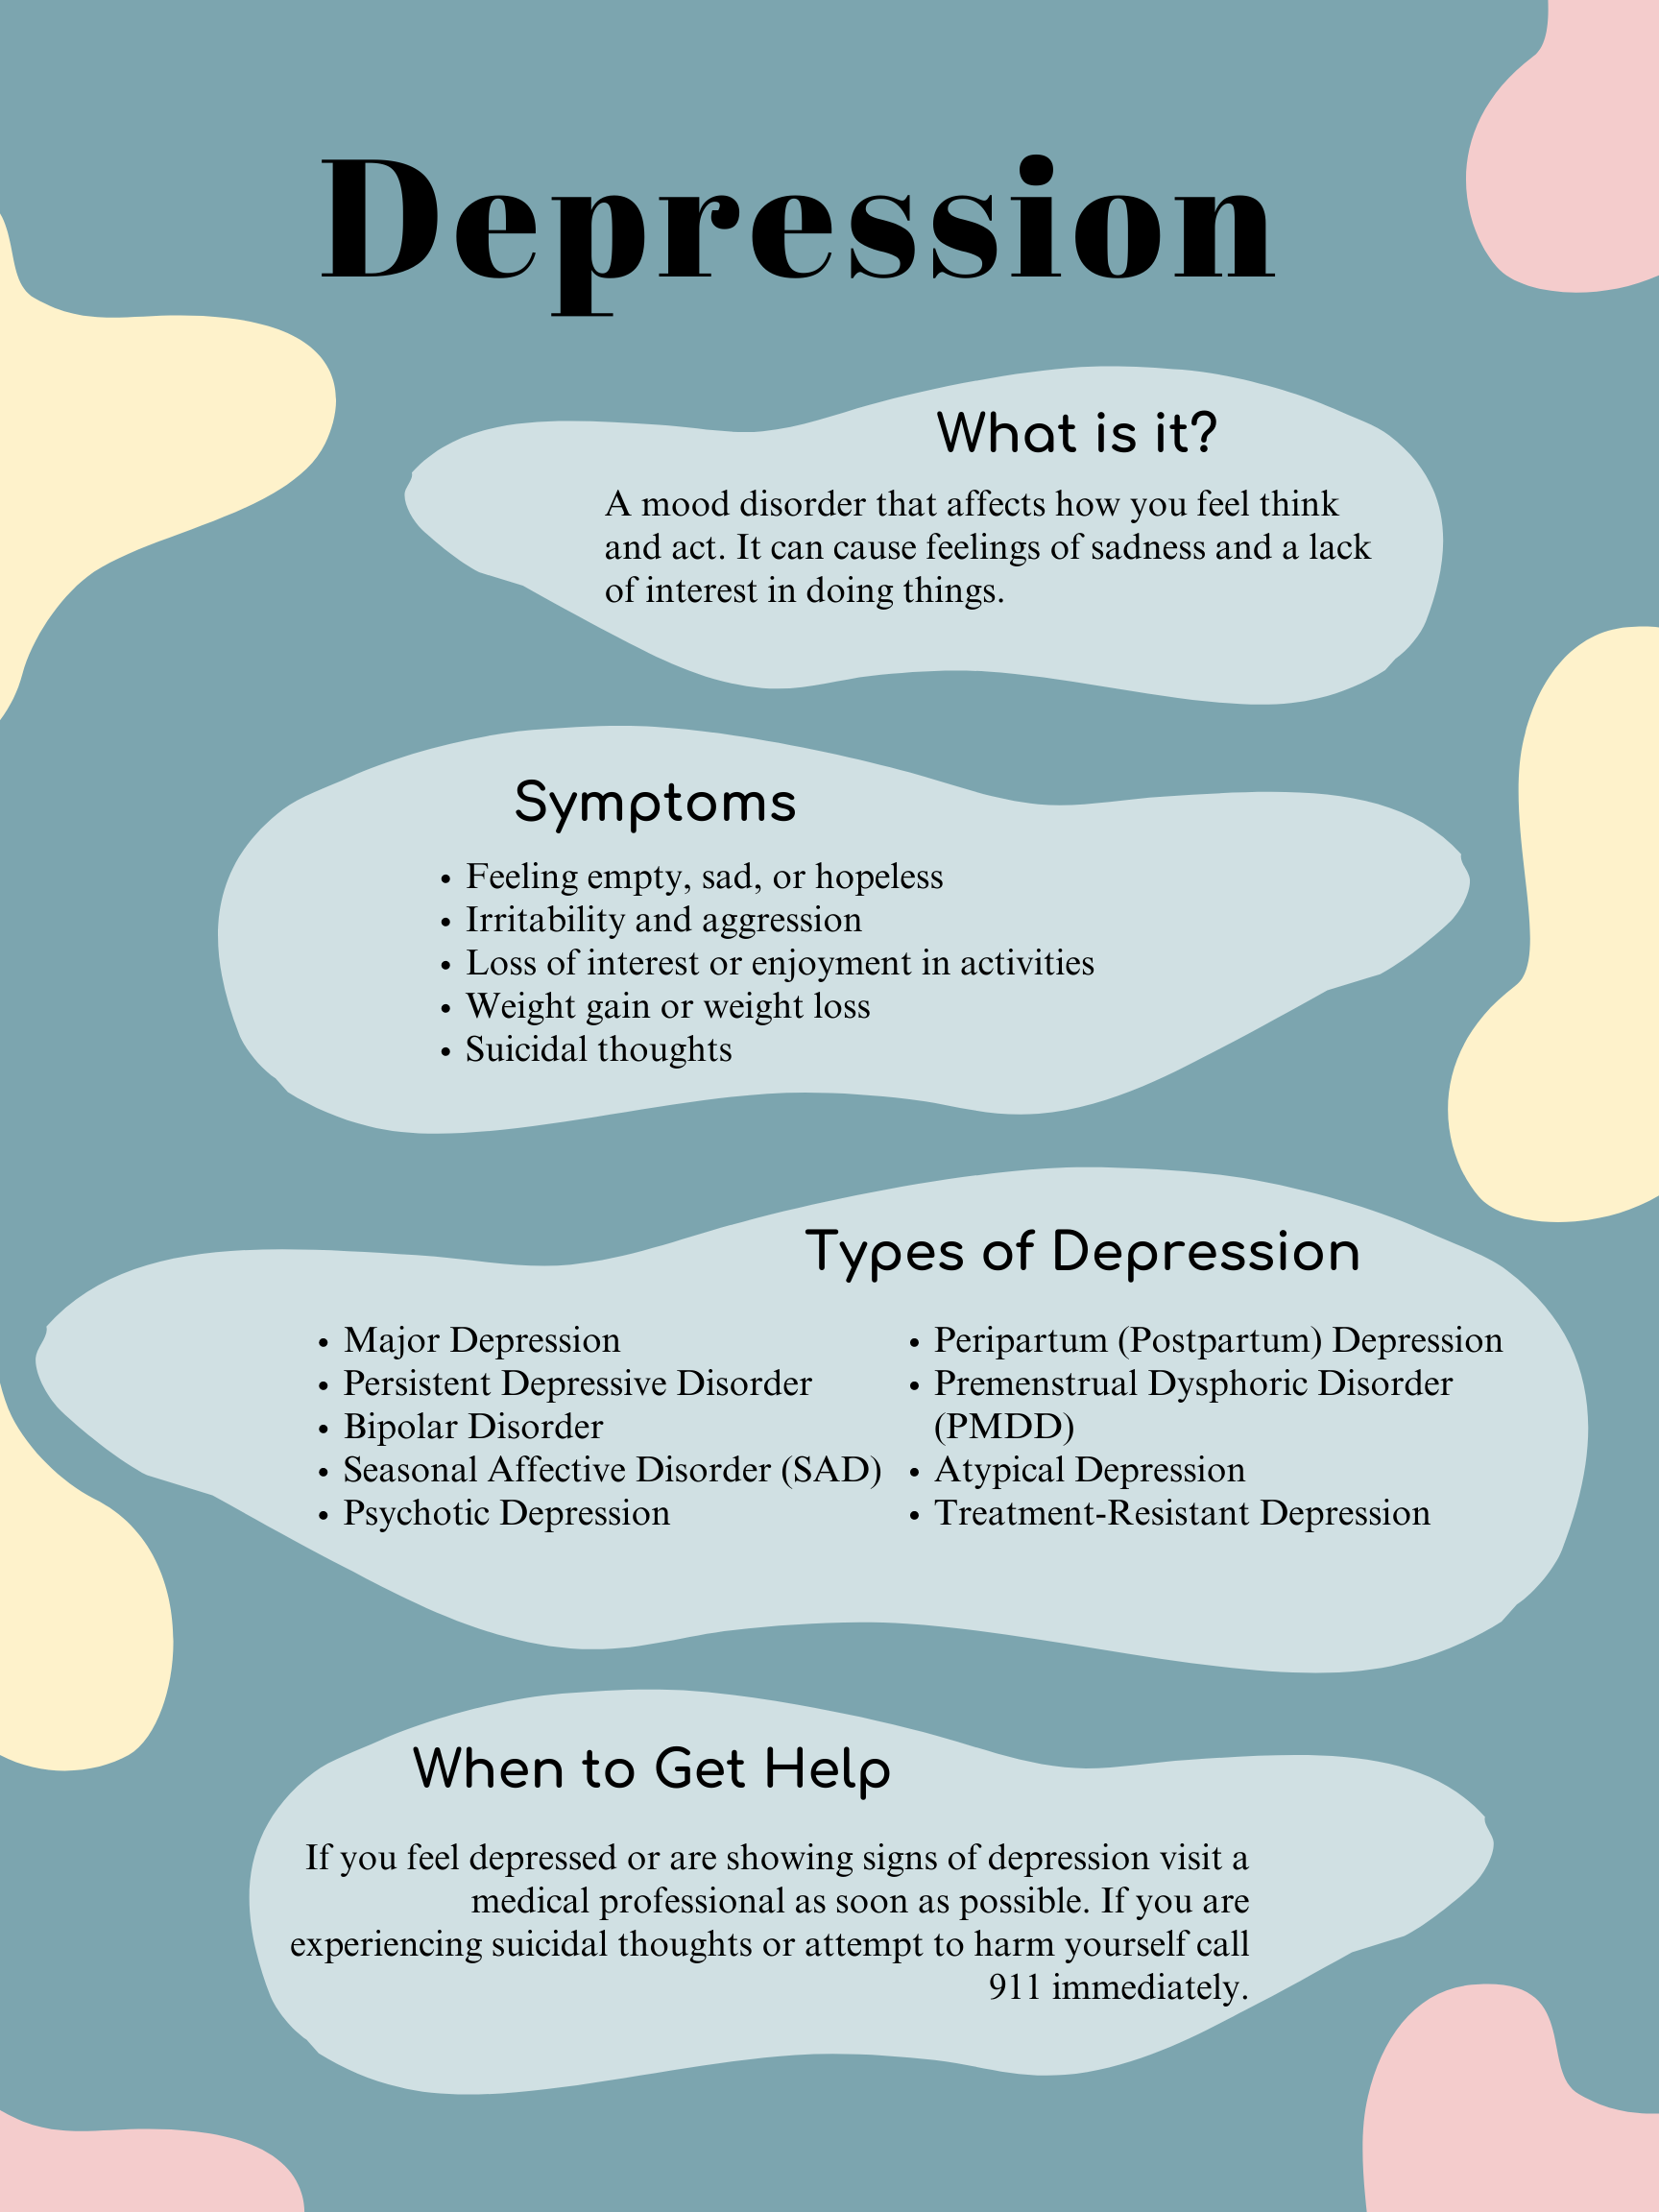 Depression
What is it?
A mood disorder that affects how you feel think
and act. It can cause feelings of sadness and a lack
of interest in doing things.
Symptoms
• Feeling empty, sad, or hopeless
• Irritability and aggression
• Loss of interest or enjoyment in activities
• Weight gain or weight loss
• Suicidal thoughts
Types of Depression
• Major Depression
• Persistent Depressive Disorder
• Bipolar Disorder
• Seasonal Affective Disorder (SAD)
• Psychotic Depression
• Peripartum (Postpartum) Depression
• Premenstrual Dysphoric Disorder
(PMDD)
• Atypical Depression
• Treatment-Resistant Depression
When to Get Help
If you feel depressed or are showing signs of depression visit a
medical professional as soon as possible. If you are
experiencing suicidal thoughts or attempt to harm yourself call
911 immediately.